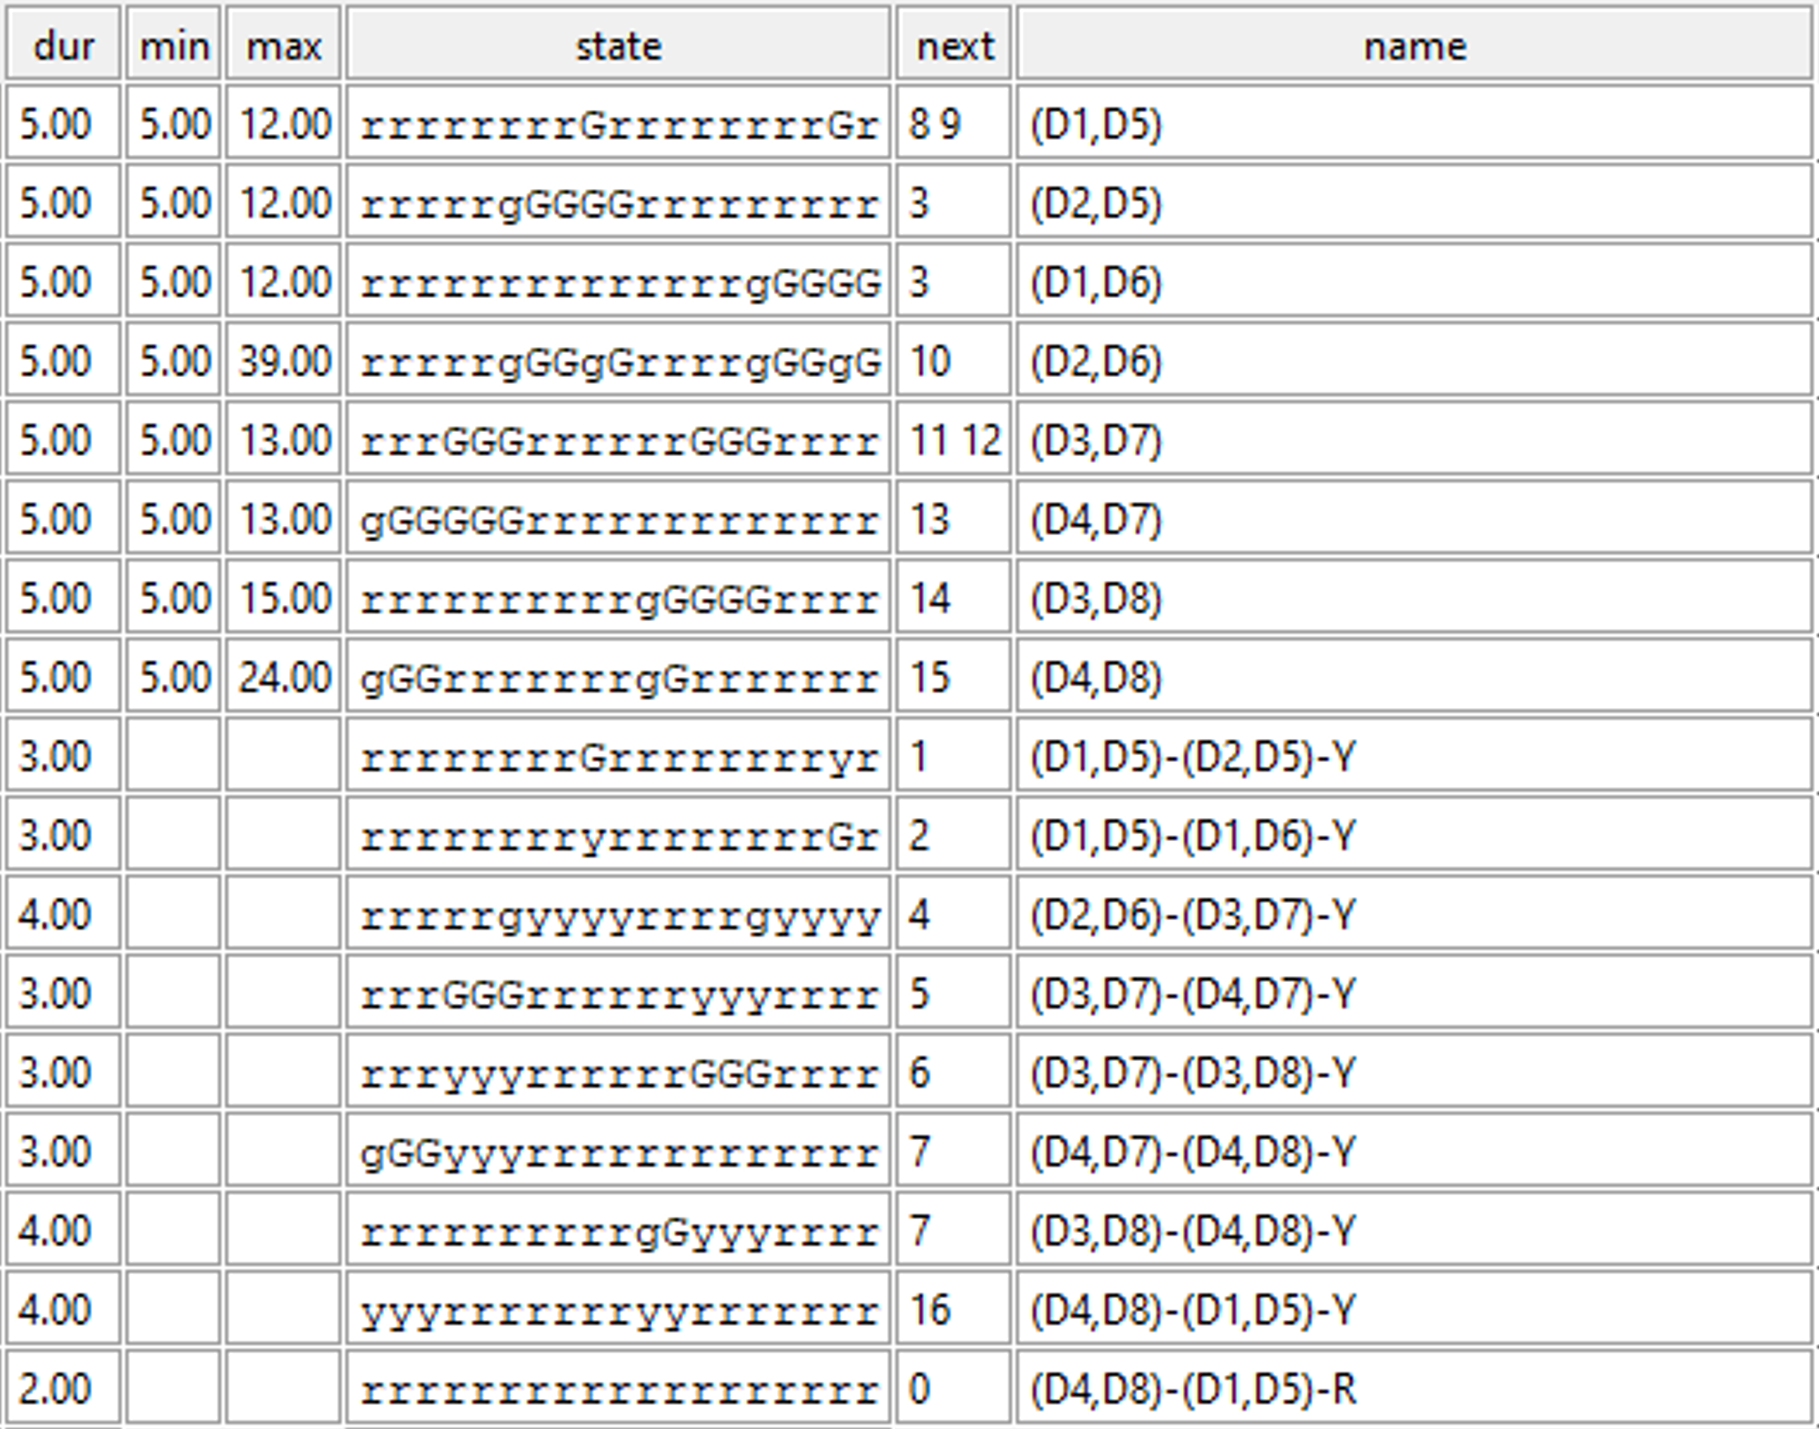 dur min max state next name
5.00 5.00 12.00 rrrrrrrrGrrrrrrrrGr 8 9 (D1,D5)
5.00 5.00 12.00 rrrrrgGGGGrrrrrrrrr 3 (D2,D5)
5.00 5.00 12.00 rrrrrrrrrrrrrrgGGGG 3 (D1,D6)
5.00 5.00 39.00 rrrrrgGGgGrrrrgGGgG 10 (D2,D6)
5.00 5.00 13.00 rrrGGGrrrrrrGGGrrrr 11 12 (D3,D7)
5.00 5.00 13.00 gGGGGGrrrrrrrrrrrrr 13 (D4,D7)
5.00 5.00 15.00 rrrrrrrrrrgGGGGrrrr 14 (D3,D8)
5.00 5.00 24.00 gGGrrrrrrrgGrrrrrrr 15 (D4,D8)
3.00 rrrrrrrrGrrrrrrrryr 1 (D1,D5)-(D2,D5)-Y
3.00 rrrrrrrryrrrrrrrrGr 2 (D1,D5)-(D1,D6)-Y
4.00 rrrrrgyyyyrrrrgyyyy 4 (D2,D6)-(D3,D7)-Y
3.00 rrrGGGrrrrrryyyrrrr 5 (D3,D7)-(D4,D7)-Y
3.00 rrryyyrrrrrrGGGrrrr 6 (D3,D7)-(D3,D8)-Y
3.00 gGGyyyrrrrrrrrrrrrr 7 (D4,D7)-(D4,D8)-Y
4.00 rrrrrrrrrrgGyyyrrrr 7 (D3,D8)-(D4,D8)-Y
4.00 yyyrrrrrrryyrrrrrrr 16 (D4,D8)-(D1,D5)-Y
2.00 rrrrrrrrrrrrrrrrrrr 0 (D4,D8)-(D1,D5)-R